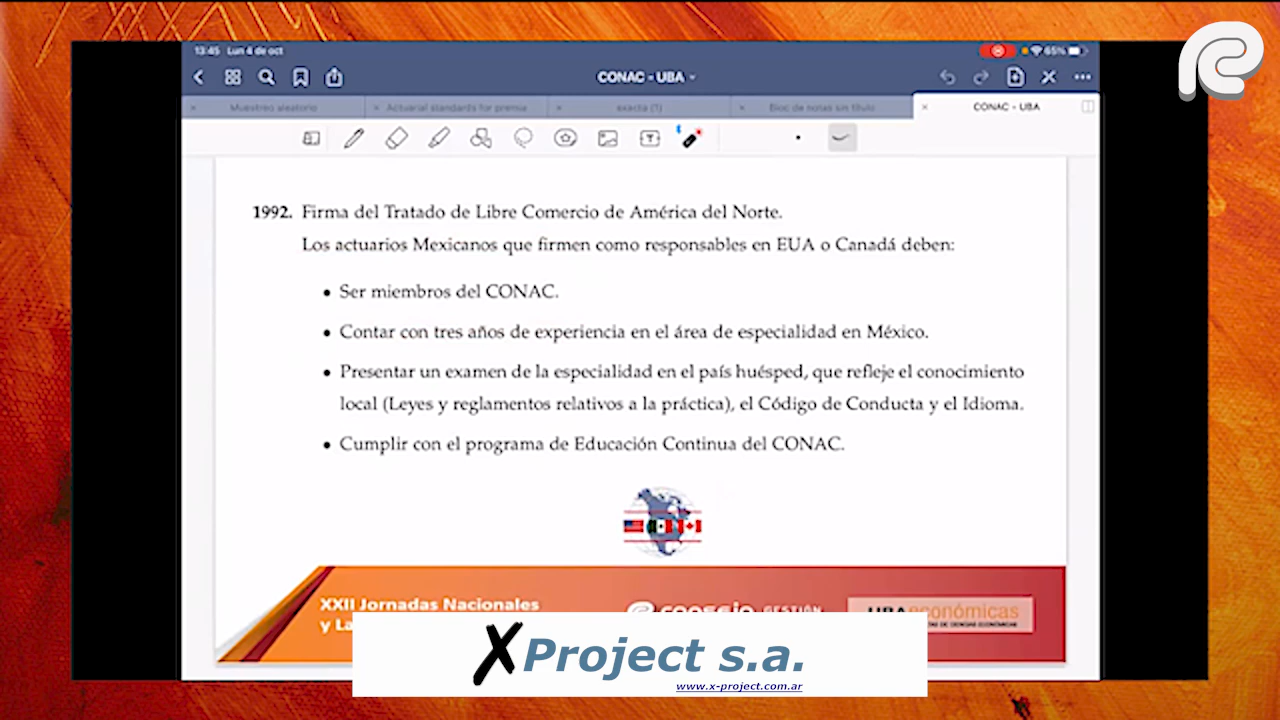 13:45 Lun 4 de oct
65%
CONAC - UBA
Muestreo aleatorio
Actuarial standards for prensa
exacta (1)
Bloc de notas sin título
CONAC - UBA
1992. Firma del Tratado de Libre Comercio de América del Norte.
Los actuarios Mexicanos que firmen como responsables en EUA o Canadá deben:
• Ser miembros del CONAC.
• Contar con tres años de experiencia en el área de especialidad en México.
• Presentar un examen de la especialidad en el país huésped, que refleje el conocimiento
local (Leyes y reglamentos relativos a la práctica), el Código de Conducta y el Idioma.
• Cumplir con el programa de Educación Continua del CONAC.
XXII Jornadas Nacionales
y La
consejo GESTIÓN
UBAeconómicas
XProject s.a.
www.x-project.com.ar